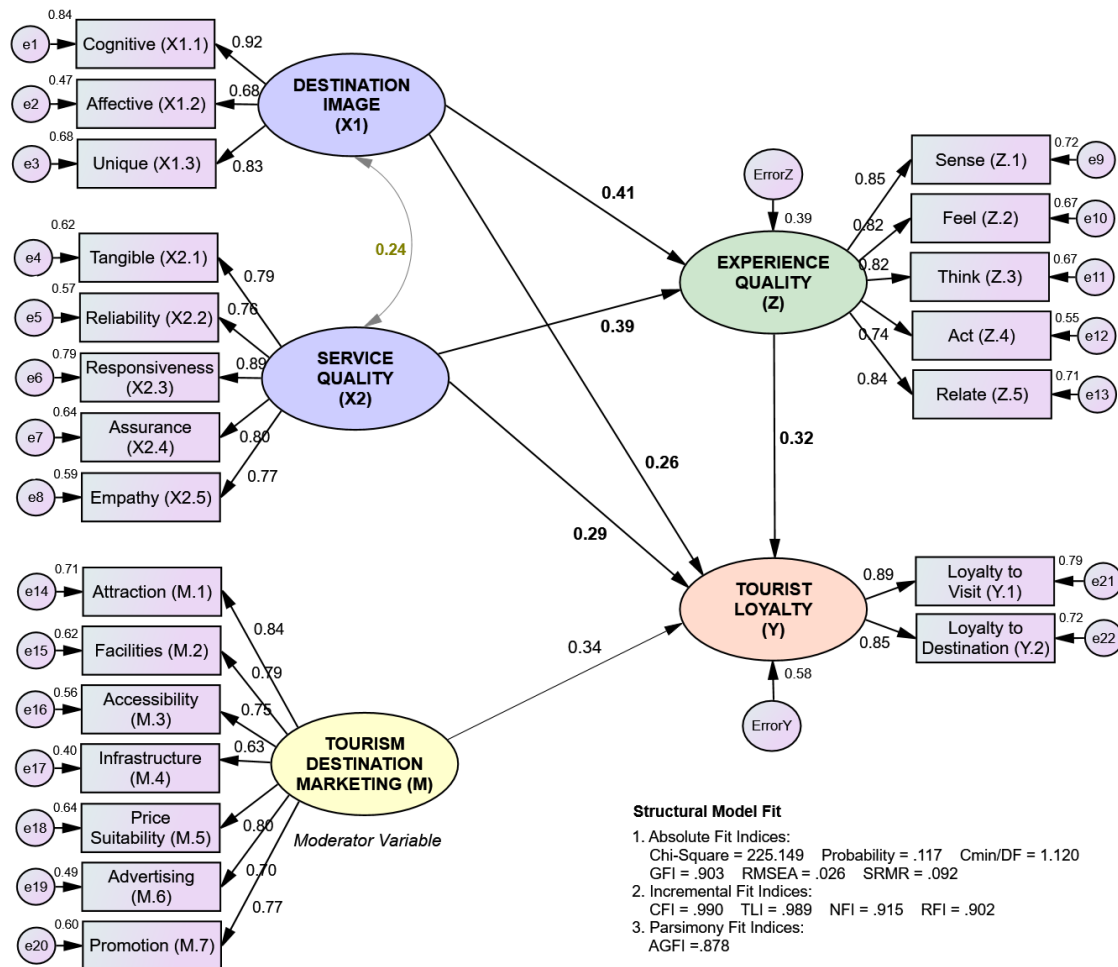 0.84
e1
Cognitive (X1.1)
0.92
0.47
e2
Affective (X1.2)
0.68
0.68
e3
Unique (X1.3)
0.83
DESTINATION
IMAGE
(X1)
0.24
0.62
e4
Tangible (X2.1)
0.79
0.57
e5
Reliability (X2.2)
0.76
0.79
e6
Responsiveness
(X2.3)
0.89
0.64
e7
Assurance
(X2.4)
0.80
0.59
e8
Empathy (X2.5)
0.77
SERVICE
QUALITY
(X2)
0.41
0.39
0.26
0.29
0.32
0.34
ErrorZ
0.39
EXPERIENCE
QUALITY
(Z)
0.85
Sense (Z.1)
0.72
e9
0.82
Feel (Z.2)
0.67
e10
0.82
Think (Z.3)
0.67
e11
0.74
Act (Z.4)
0.55
e12
0.84
Relate (Z.5)
0.71
e13
0.71
e14
Attraction (M.1)
0.84
0.62
e15
Facilities (M.2)
0.79
0.56
e16
Accessibility
(M.3)
0.75
0.40
e17
Infrastructure
(M.4)
0.63
0.64
e18
Price
Suitability (M.5)
0.80
0.49
e19
Advertising
(M.6)
0.70
0.60
e20
Promotion (M.7)
0.77
TOURISM
DESTINATION
MARKETING (M)
Moderator Variable
TOURIST
LOYALTY
(Y)
0.58
ErrorY
0.89
Loyalty to
Visit (Y.1)
0.79
e21
0.85
Loyalty to
Destination (Y.2)
0.72
e22
Structural Model Fit
1. Absolute Fit Indices:
Chi-Square = 225.149 Probability = .117 Cmin/DF = 1.120
GFI = .903 RMSEA = .026 SRMR = .092
2. Incremental Fit Indices:
CFI = .990 TLI = .989 NFI = .915 RFI = .902
3. Parsimony Fit Indices:
AGFI = .878